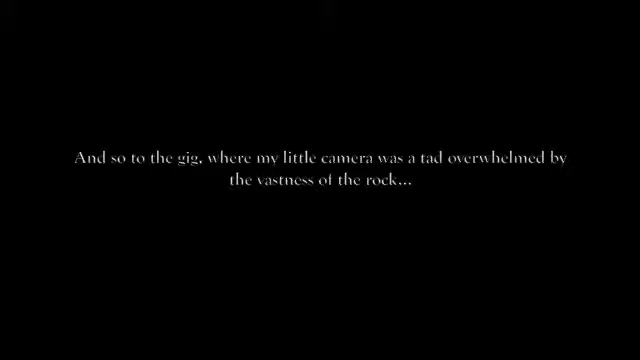 And so to the gig, where my little camera was a tad overwhelmed by
the vastness of the rock...